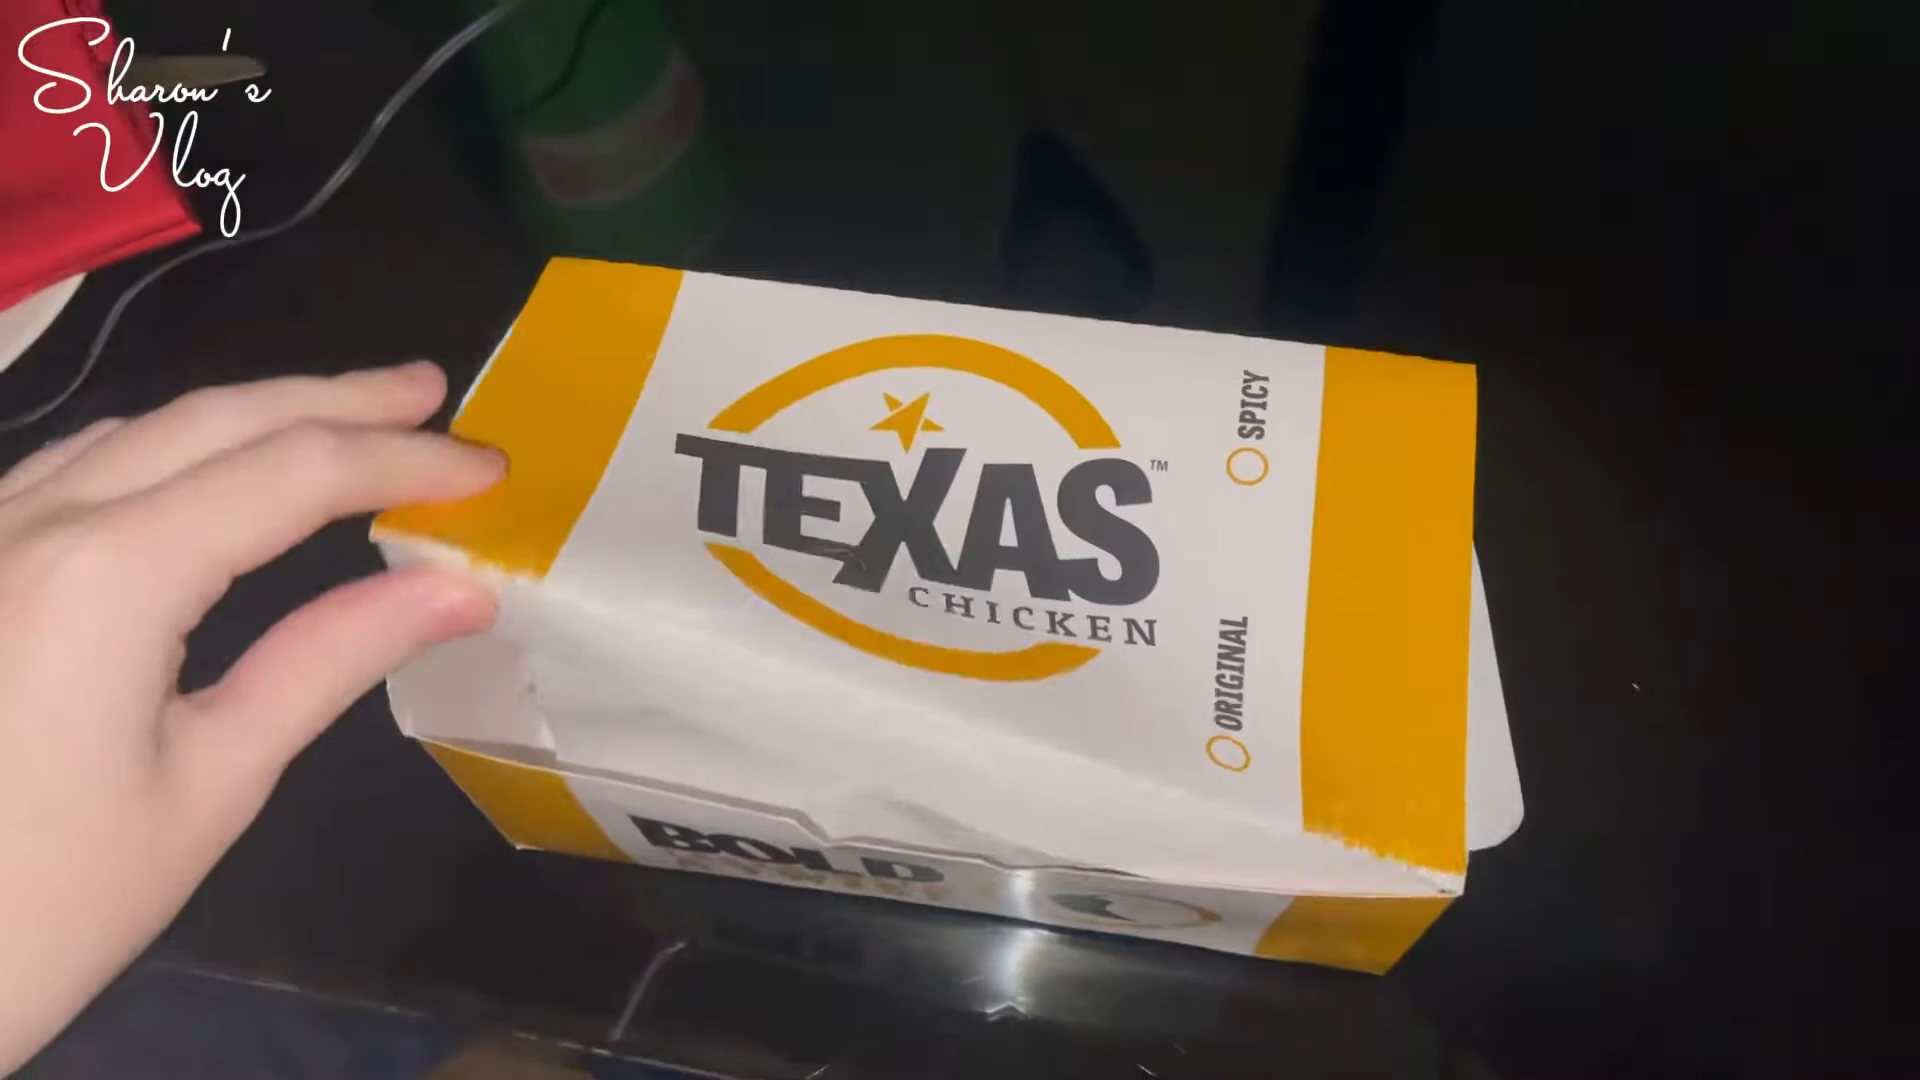 Sharon's
Vlog
TEXAS™
CHICKEN
SPICY
ORIGINAL
BOLD